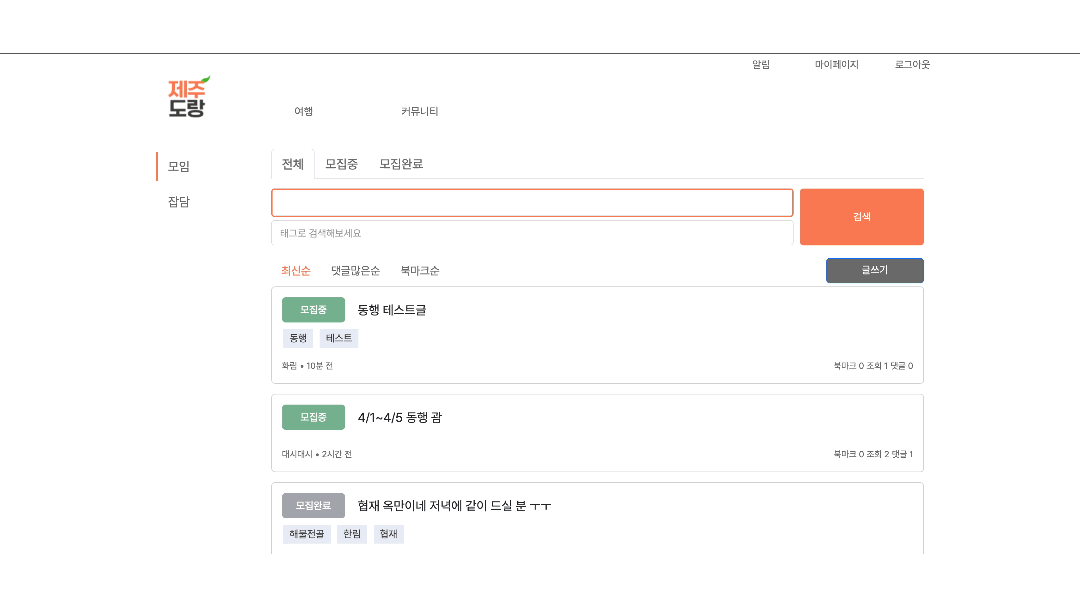 알림 마이페이지 로그아웃
제주
도랑
여행 커뮤니티
모임
잡담
전체 모집중 모집완료
태그로 검색해보세요
검색
최신순 댓글많은순 북마크순
글쓰기
모집중 동행 테스트글
동행 테스트
화림 • 10분 전
북마크 0 조회 1 댓글 0
모집중 4/1~4/5 동행 괌
대시대시 • 2시간 전
북마크 0 조회 2 댓글 1
모집완료 협재 옥만이네 저녁에 같이 드실 분 ㅜㅜ
해물전골 한림 협재